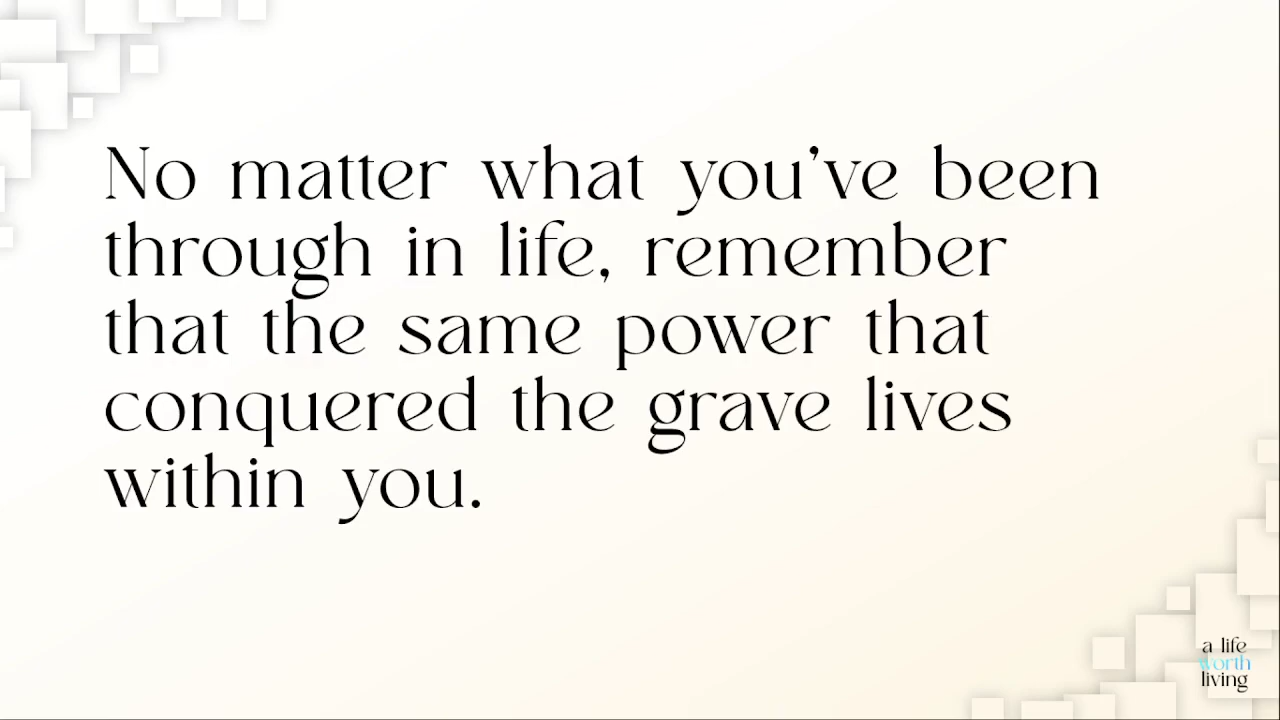 No matter what you've been
through in life, remember
that the same power that
conquered the grave lives
within you.
a life
worth
living